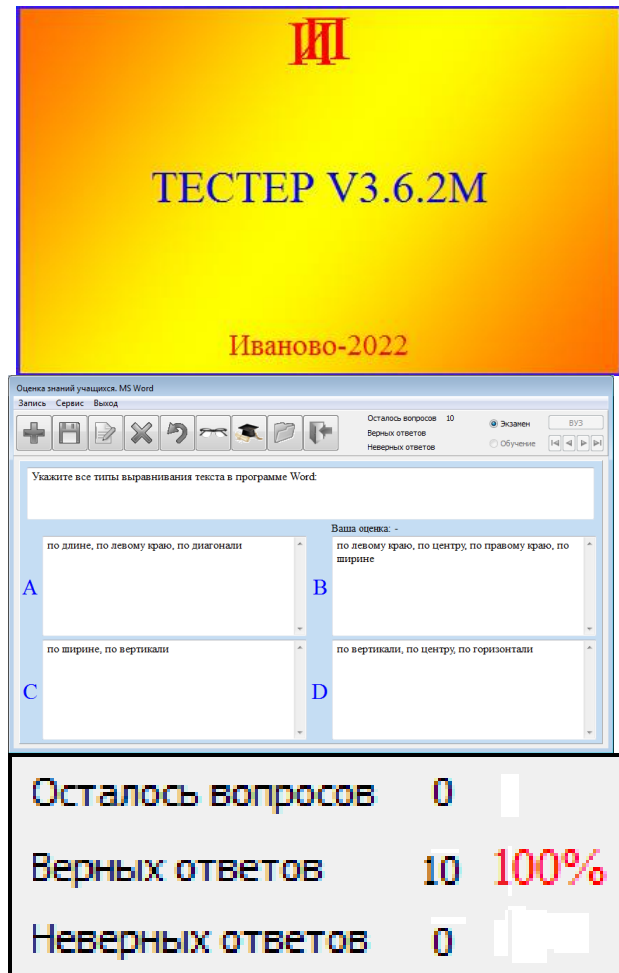 ИП
ТЕСТЕР V3.6.2М
Иваново-2022
Оценка знаний учащихся. MS Word
Запись Сервис Выход
Осталось вопросов 10
Верных ответов
Неверных ответов
Экзамен
Обучение
ВУЗ
Укажите все типы выравнивания текста в программе Word:
Ваша оценка: -
A
по длине, по левому краю, по диагонали
B
по левому краю, по центру, по правому краю, по
ширине
C
по ширине, по вертикали
D
по вертикали, по центру, по горизонтали
Осталось вопросов 0
Верных ответов 10 100%
Неверных ответов 0